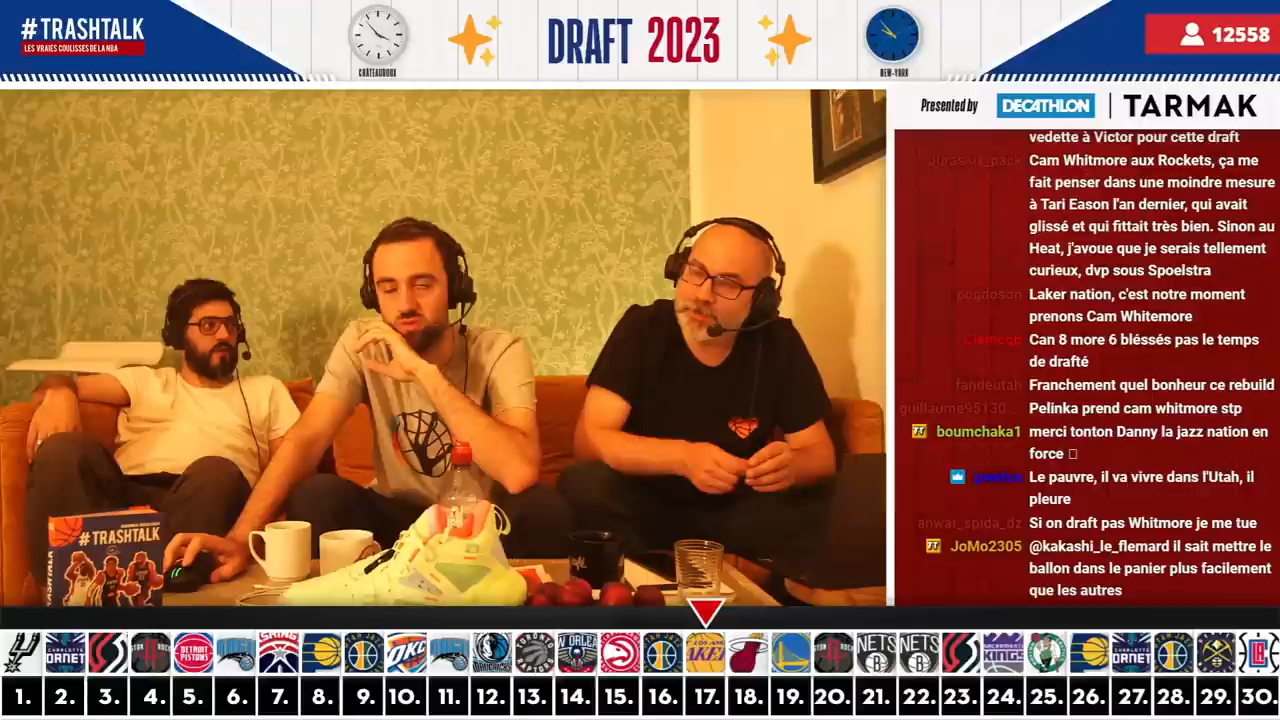 #TRASHTALK
LES VRAIES COULISSES DE LA NBA
CHÂTEAUROUX
DRAFT 2023
NEW-YORK
12558
Presented by DECATHLON | TARMAK
vedette à Victor pour cette draft
jurassik_pack Cam Whitmore aux Rockets, ça me
fait penser dans une moindre mesure
à Tari Eason l'an dernier, qui avait
glissé et qui fittait très bien. Sinon au
Heat, j'avoue que je serais tellement
curieux, dvp sous Spoelstra
pogdoson Laker nation, c'est notre moment
prenons Cam Whitemore
Clemcgp Can 8 more 6 bléssés pas le temps
de drafté
fandeutah Franchement quel bonheur ce rebuild
guillaume95130... Pelinka prend cam whitmore stp
boumchaka1 merci tonton Danny la jazz nation en
force
Le pauvre, il va vivre dans l'Utah, il
pleure
anwar_spida_dz Si on draft pas Whitmore je me tue
JoMo2305 @kakashi_le_flemard il sait mettre le
ballon dans le panier plus facilement
que les autres
#TRASHTALK
1. 2. 3. 4. 5. 6. 7. 8. 9. 10. 11. 12. 13. 14. 15. 16. 17. 18. 19. 20. 21. 22. 23. 24. 25. 26. 27. 28. 29. 30.